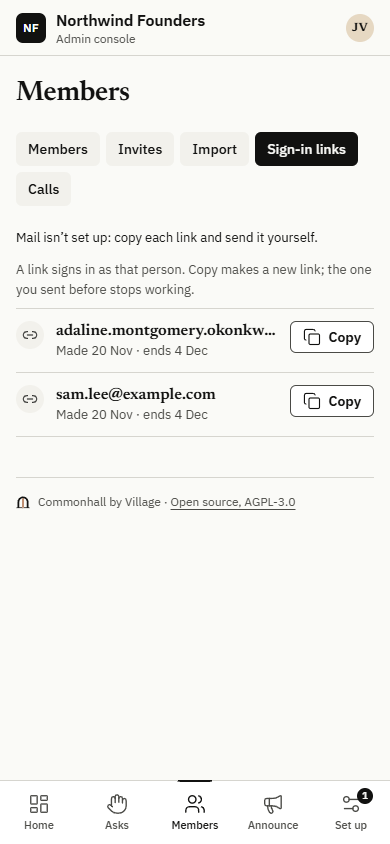 NF
Northwind Founders
Admin console
JV
Members
Members
Invites
Import
Sign-in links
Calls
Mail isn’t set up: copy each link and send it yourself.
A link signs in as that person. Copy makes a new link; the one
you sent before stops working.
adaline.montgomery.okonkw...
Made 20 Nov · ends 4 Dec
Copy
sam.lee@example.com
Made 20 Nov · ends 4 Dec
Copy
Commonhall by Village · Open source, AGPL-3.0
Home
Asks
Members
Announce
1
Set up